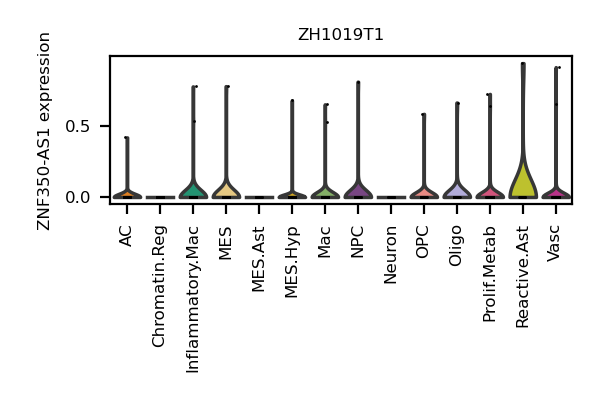 ZH1019T1
ZNF350-AS1 expression
0.5
0.0
AC
Chromatin.Reg
Inflammatory.Mac
MES
MES.Ast
MES.Hyp
Mac
NPC
Neuron
OPC
Oligo
Prolif.Metab
Reactive.Ast
Vasc